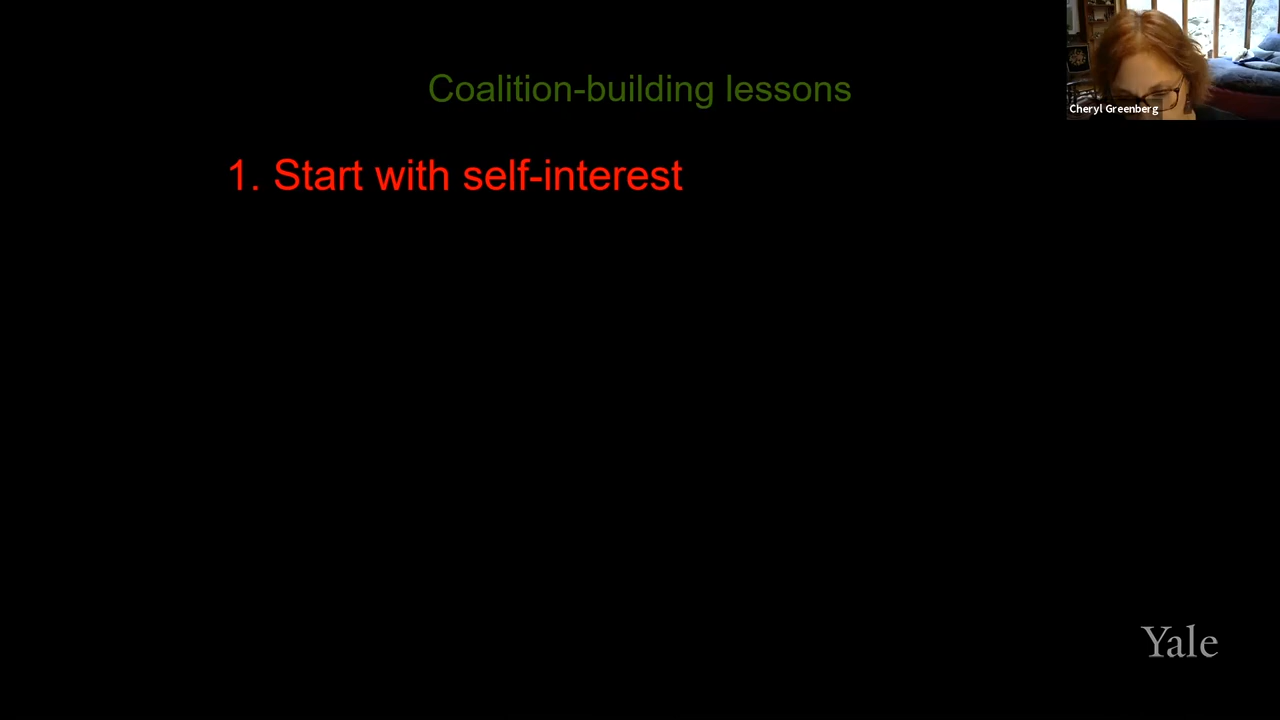 Coalition-building lessons
Cheryl Greenberg
1. Start with self-interest
Yale